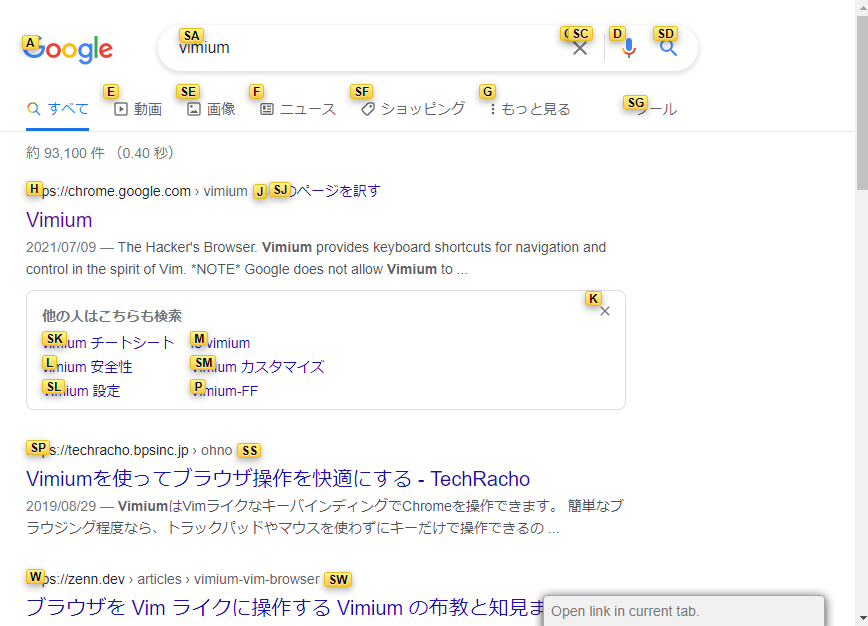 A Google SA vimium SC D SD
すべて E 動画 SE 画像 F ニュース SF ショッピング G もっと見る SG ール
約 93,100 件 （0.40 秒）
H ps://chrome.google.com › vimium J SJ のページを訳す
Vimium
2021/07/09 — The Hacker's Browser. Vimium provides keyboard shortcuts for navigation and
control in the spirit of Vim. *NOTE* Google does not allow Vimium to ...
他の人はこちらも検索 K
SK ium チートシート M vimium
L mium 安全性 SM ium カスタマイズ
SL ium 設定 P imium-FF
SP s://techracho.bpsinc.jp › ohno SS
Vimiumを使ってブラウザ操作を快適にする - TechRacho
2019/08/29 — VimiumはVimライクなキーバインディングでChromeを操作できます。 簡単なブ
ラウジング程度なら、トラックパッドやマウスを使わずにキーだけで操作できるの ...
W ps://zenn.dev › articles › vimium-vim-browser SW
ブラウザを Vim ライクに操作する Vimium の布教と知見ま
Open link in current tab.